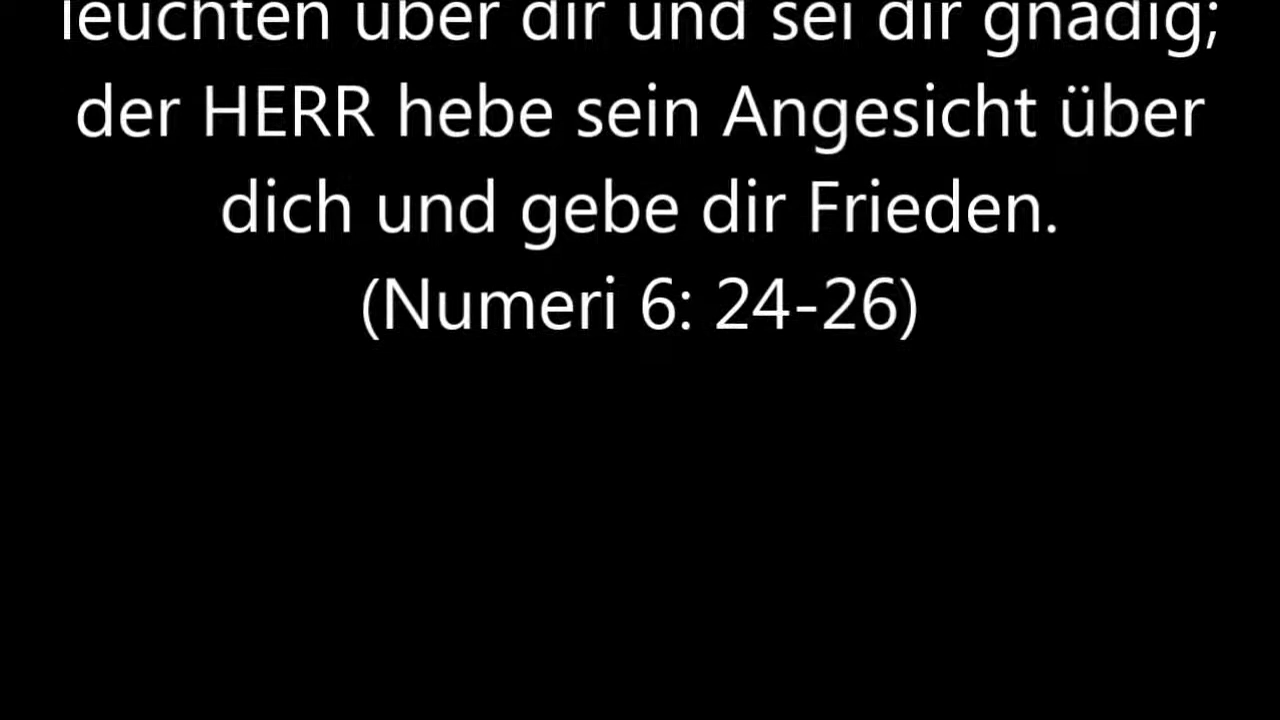 leuchten über dir und sei dir gnädig;
der HERR hebe sein Angesicht über
dich und gebe dir Frieden.
(Numeri 6: 24-26)